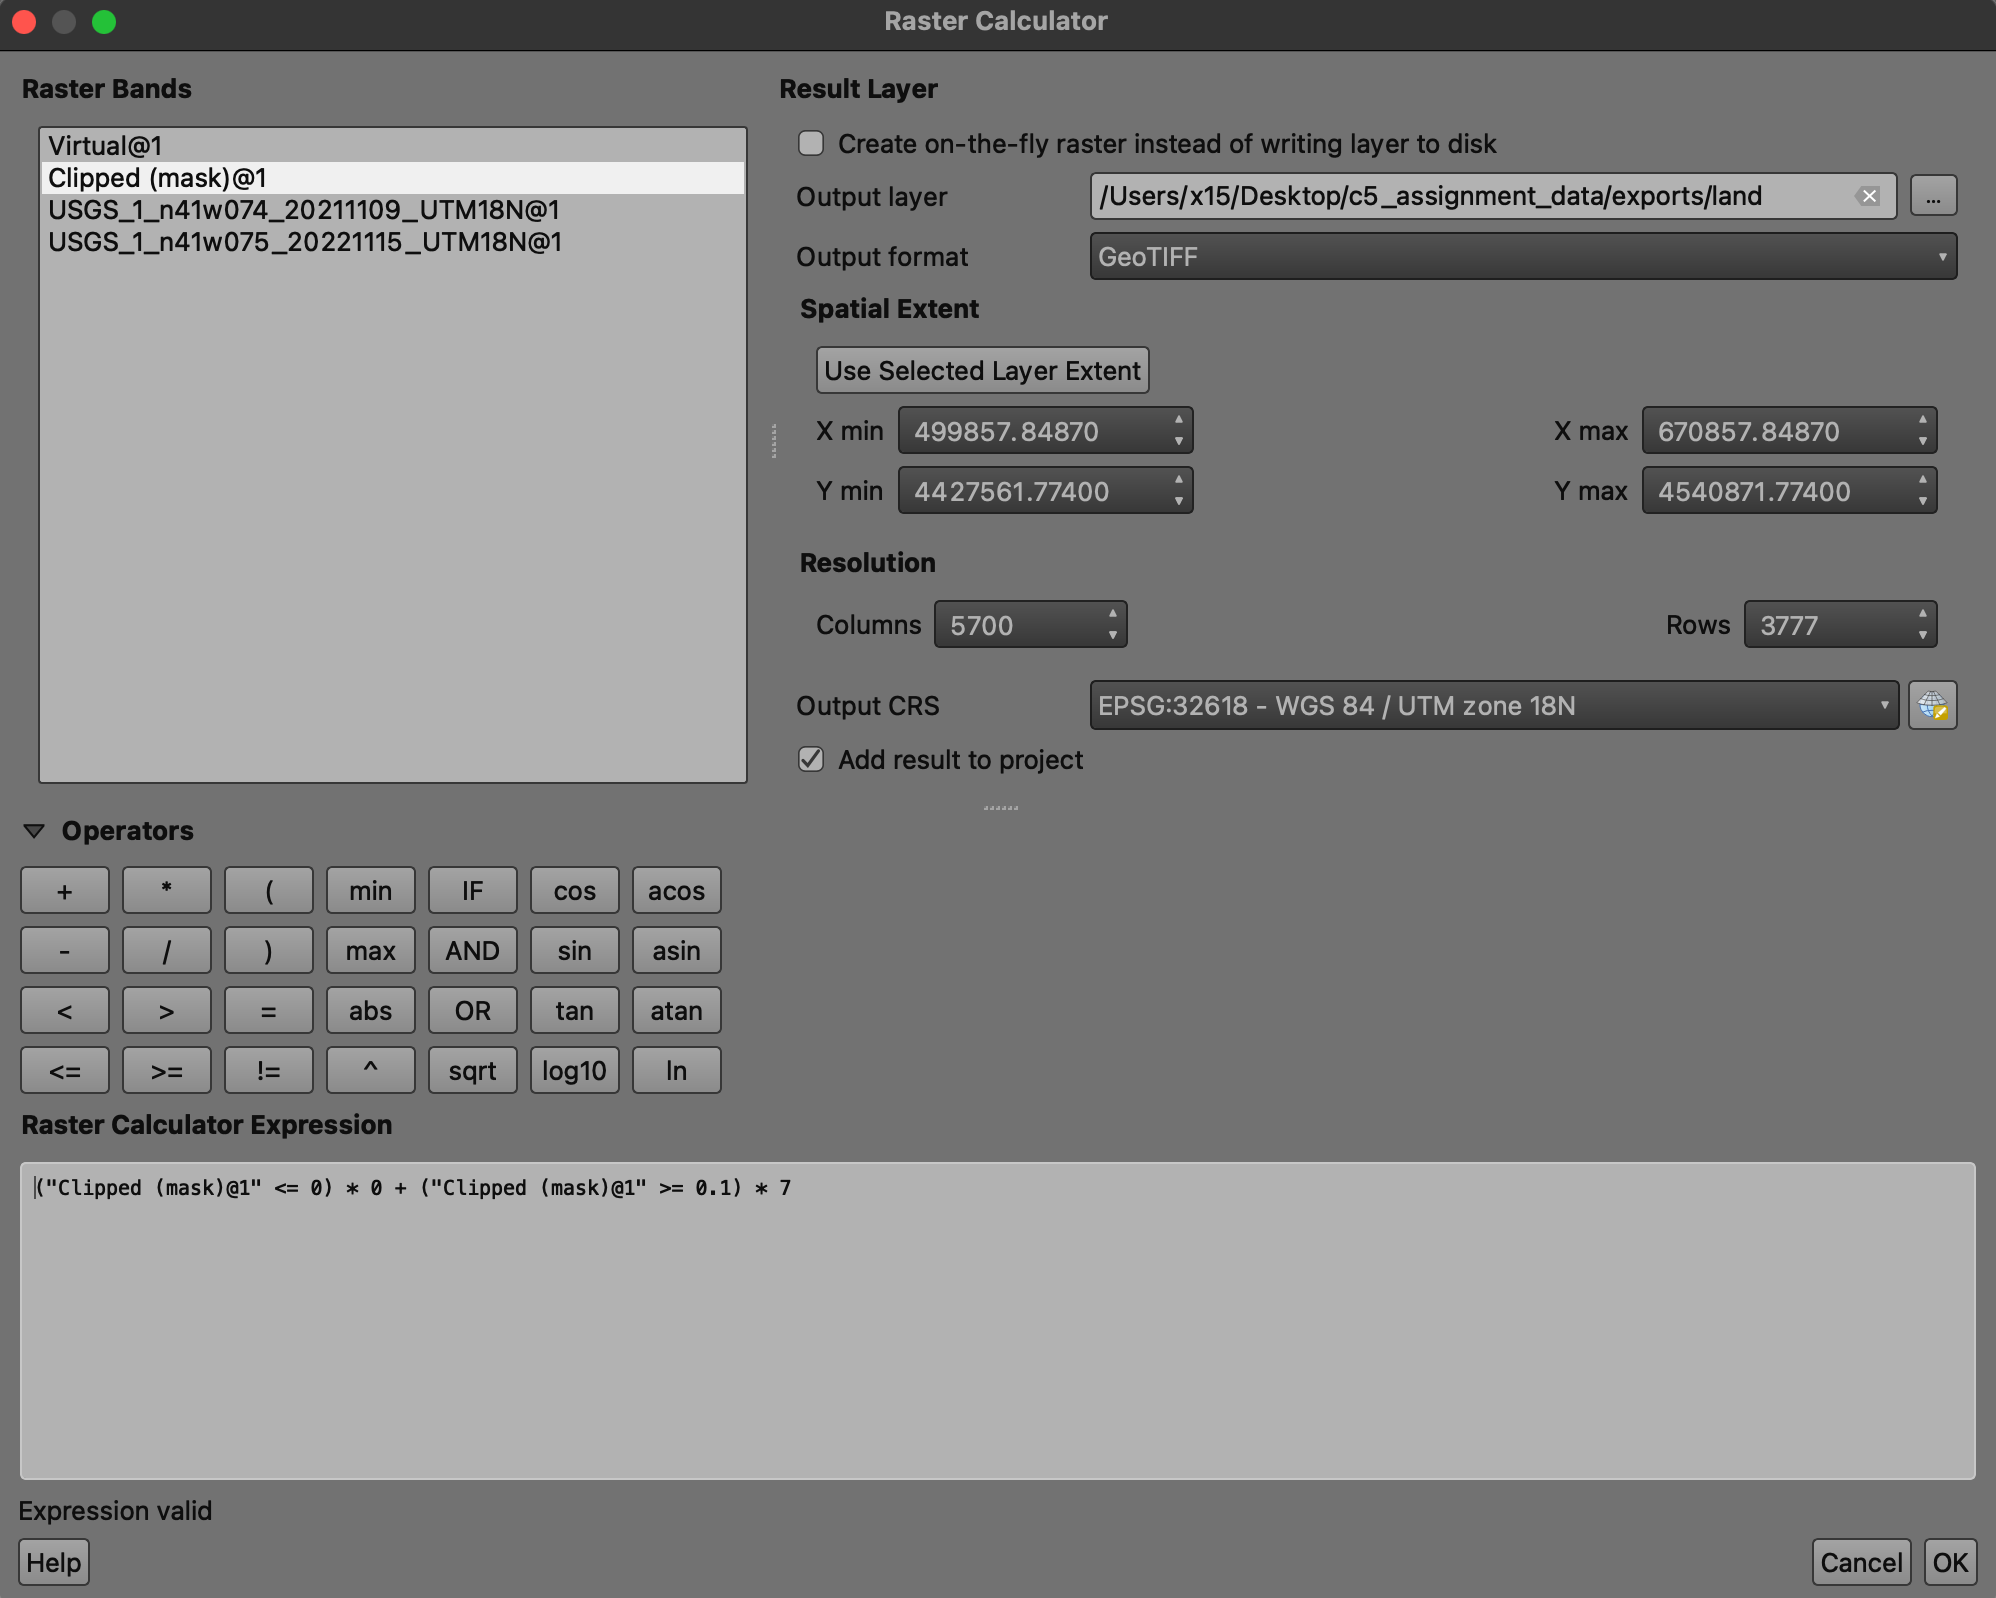 Raster Calculator
Raster Bands
Virtual@1
Clipped (mask)@1
USGS_1_n41w074_20211109_UTM18N@1
USGS_1_n41w075_20221115_UTM18N@1
Result Layer
Create on-the-fly raster instead of writing layer to disk
Output layer /Users/x15/Desktop/c5_assignment_data/exports/land ...
Output format GeoTIFF
Spatial Extent
Use Selected Layer Extent
X min 499857.84870 X max 670857.84870
Y min 4427561.77400 Y max 4540871.77400
Resolution
Columns 5700 Rows 3777
Output CRS EPSG:32618 - WGS 84 / UTM zone 18N
Add result to project
Operators
+ * ( min IF cos acos
- / ) max AND sin asin
< > = abs OR tan atan
<= >= != ^ sqrt log10 ln
Raster Calculator Expression
("Clipped (mask)@1" <= 0) * 0 + ("Clipped (mask)@1" >= 0.1) * 7
Expression valid
Help Cancel OK